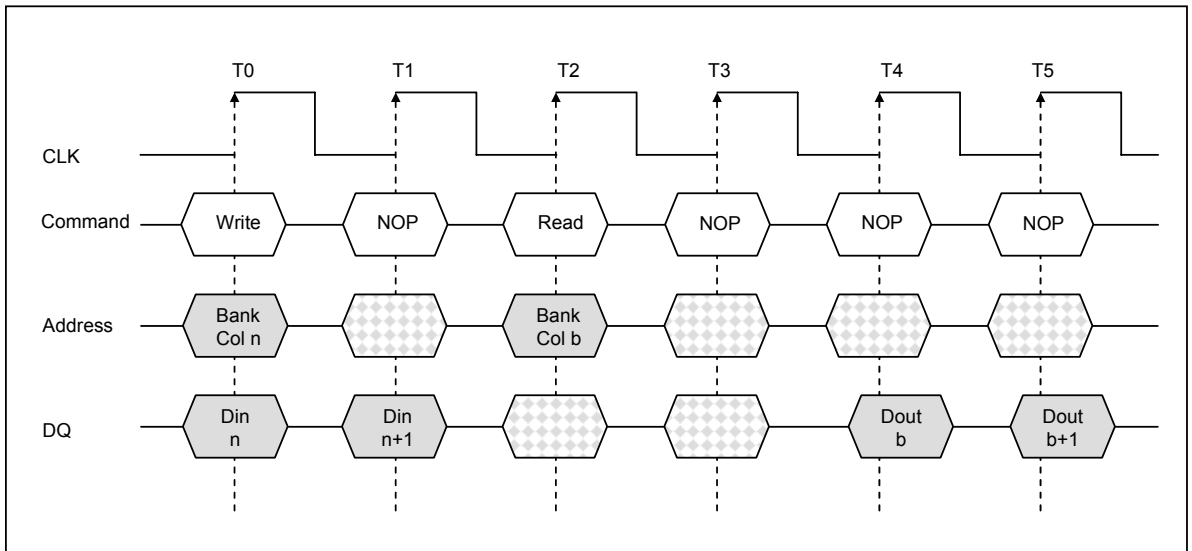 T0 T1 T2 T3 T4 T5
CLK
Command Write NOP Read NOP NOP NOP
Address Bank Col n Bank Col b
DQ Din n Din n+1 Dout b Dout b+1